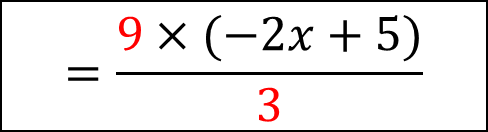 = 9 × (−2x + 5)
3